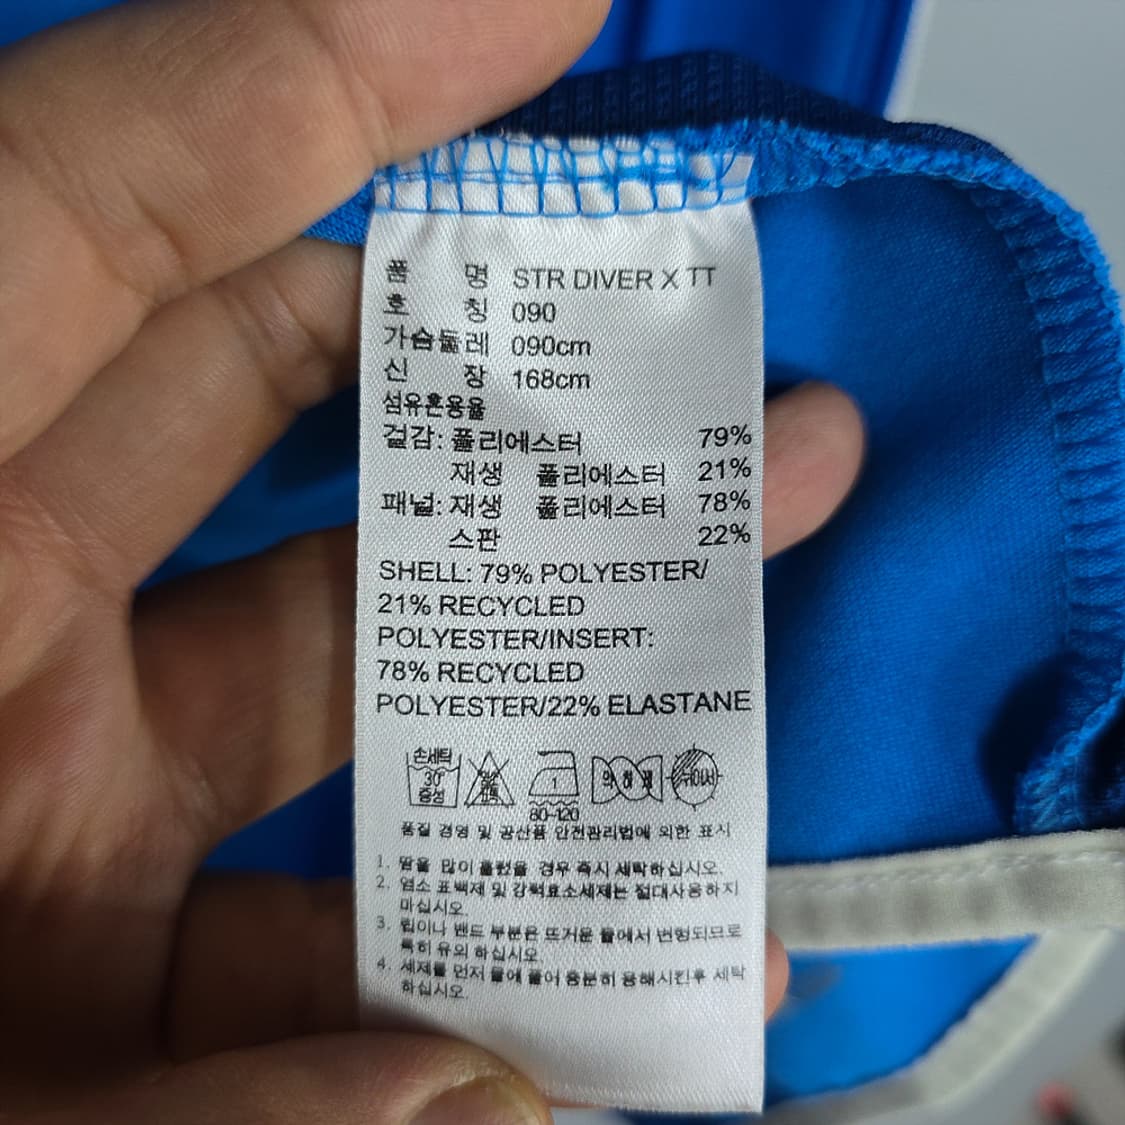 품 명 STR DIVER X TT
호 칭 090
가슴둘레 090cm
신 장 168cm
섬유혼용율
겉감: 폴리에스터 79%
재생 폴리에스터 21%
패널: 재생 폴리에스터 78%
스판 22%
SHELL: 79% POLYESTER/
21% RECYCLED
POLYESTER/INSERT:
78% RECYCLED
POLYESTER/22% ELASTANE
손세탁
30°
중성
1
80~120
품질 경영 및 공산품 안전관리법에 의한 표시
1. 땀을 많이 흘렸을 경우 즉시 세탁하십시오.
2. 염소 표백제 및 강력효소세제는 절대사용하지
마십시오.
3. 립이나 밴드 부분은 뜨거운 물에서 변형되므로
특히 유의 하십시오.
4. 세제를 먼저 물에 풀어 충분히 용해시킨후 세탁
하십시오.